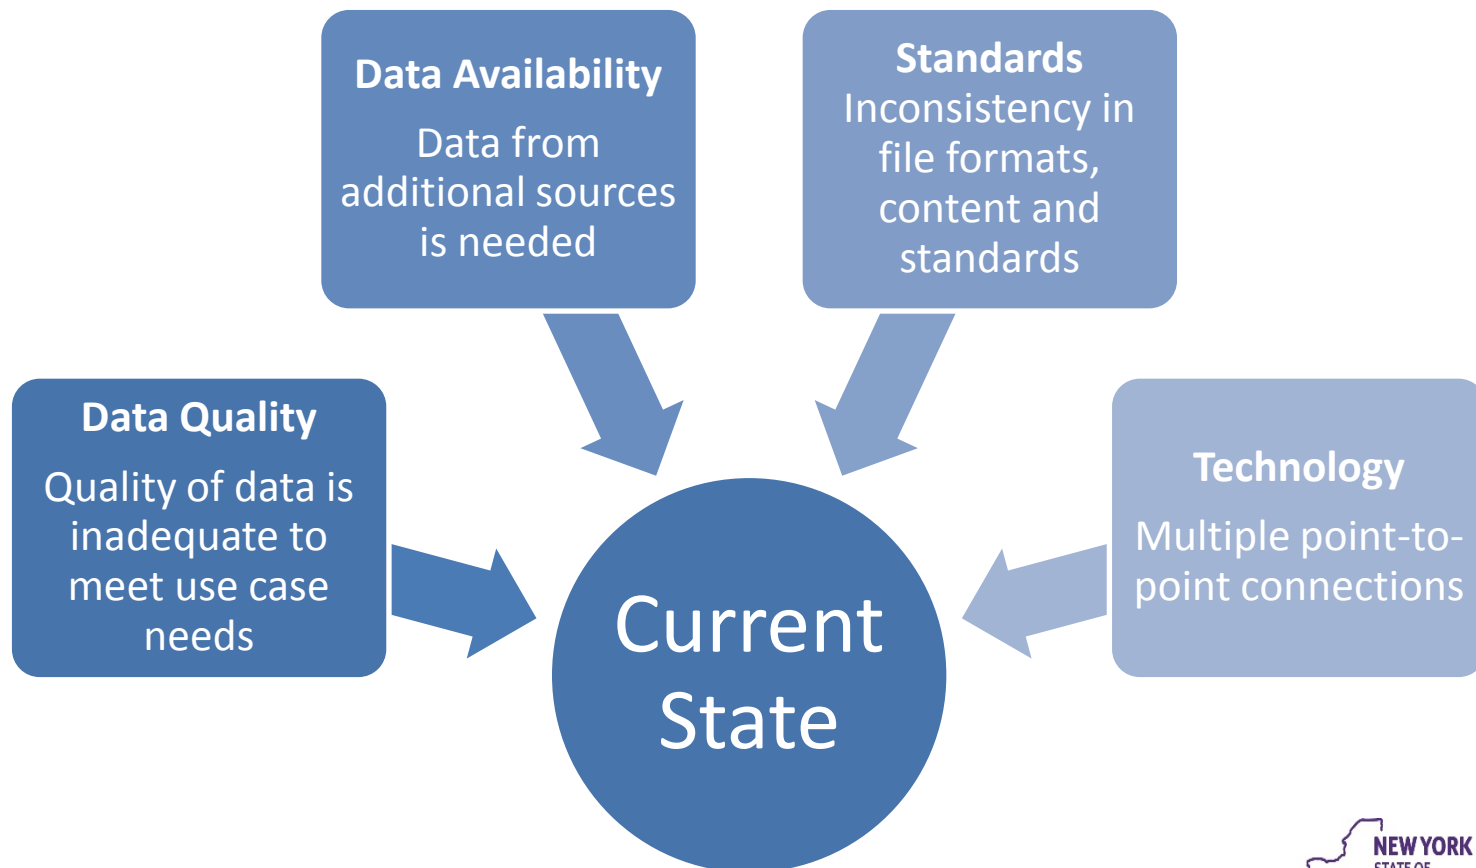 Data Availability
Data from
additional sources
is needed
Standards
Inconsistency in
file formats,
content and
standards
Data Quality
Quality of data is
inadequate to
meet use case
needs
Technology
Multiple point-to-
point connections
Current
State
NEW YORK
STATE OF